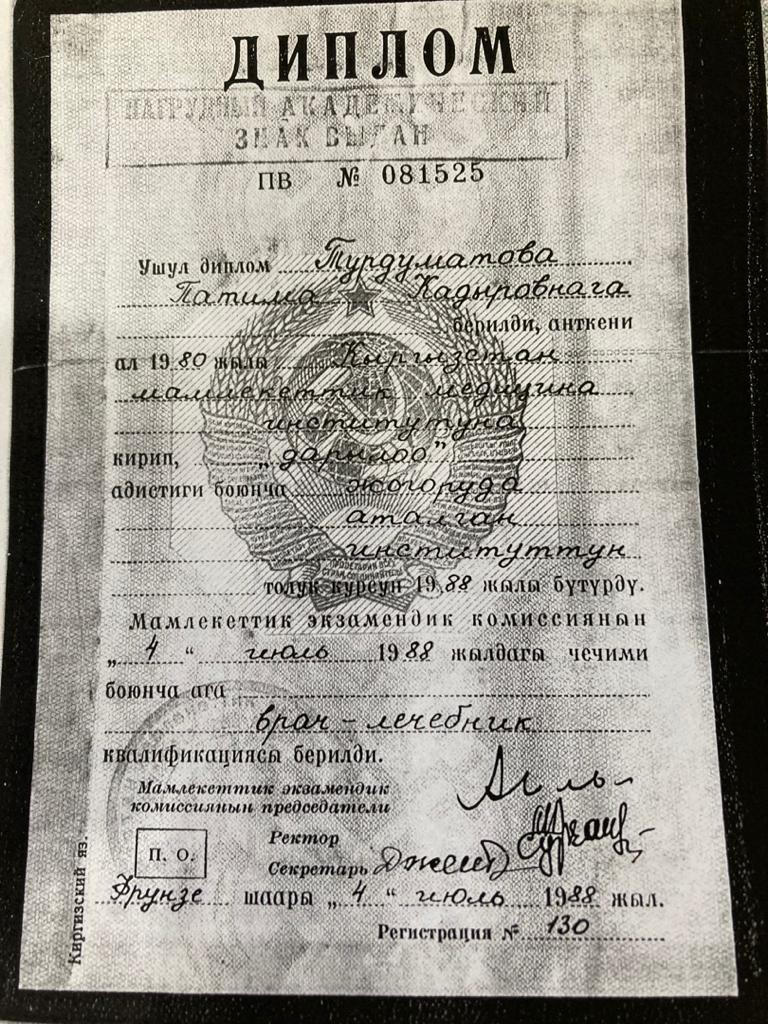 ДИПЛОМ
НАГРУДНЫЙ АКАДЕМИЧЕСКИЙ
ЗНАК ВЫДАН
ПВ № 081525
Ушул диплом Турдуматова
Патима Кадыровнага
берилди, анткени
ал 1980 жылы Кыргызстан
мамлекеттик медицина
институтуна
кирип, „дарылоо”
адистиги боюнча жогоруда
аталган
институттун
толук курсун 1988 жылы бүтүрдү.
Мамлекеттик экзамендик комиссиянын
„4“ июль 1988 жылдагы чечими
боюнча ага
врач-лечебник
квалификациясы берилди.
Мамлекеттик экзамендик
комиссиянын председатели
Ректор
П. О.
Секретарь
Фрунзе шаары „4“ июль 1988 жыл.
Регистрация № 130
Киргизский яз.